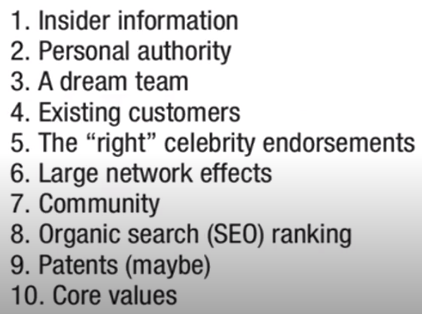 1. Insider information
2. Personal authority
3. A dream team
4. Existing customers
5. The “right” celebrity endorsements
6. Large network effects
7. Community
8. Organic search (SEO) ranking
9. Patents (maybe)
10. Core values